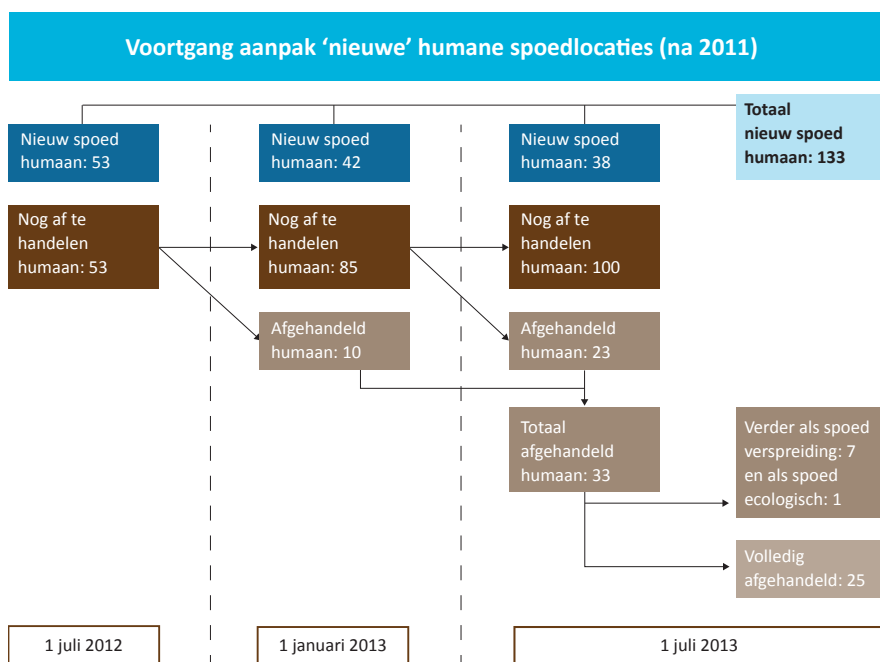 Voortgang aanpak ‘nieuwe’ humane spoedlocaties (na 2011)
Nieuw spoed
humaan: 53
Nieuw spoed
humaan: 42
Nieuw spoed
humaan: 38
Totaal
nieuw spoed
humaan: 133
Nog af te
handelen
humaan: 53
Nog af te
handelen
humaan: 85
Nog af te
handelen
humaan: 100
Afgehandeld
humaan: 10
Afgehandeld
humaan: 23
Totaal
afgehandeld
humaan: 33
Verder als spoed
verspreiding: 7
en als spoed
ecologisch: 1
Volledig
afgehandeld: 25
1 juli 2012
1 januari 2013
1 juli 2013